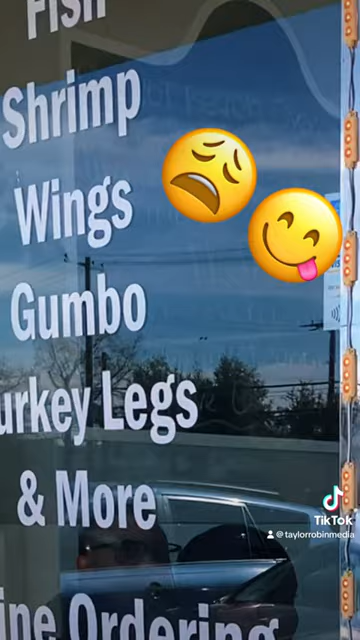 Fish
Shrimp
Wings
Gumbo
urkey Legs
& More
ine Ordering
TikTok
@taylorrobinmedia